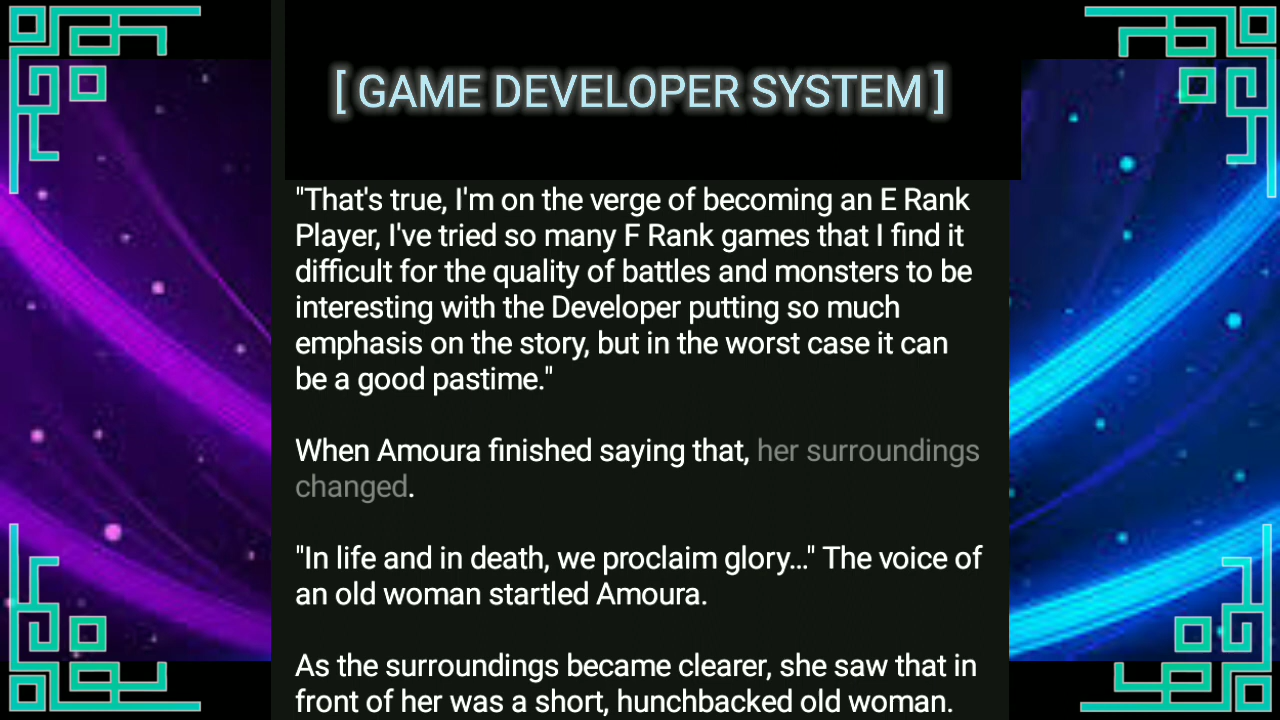 [ GAME DEVELOPER SYSTEM ]
"That's true, I'm on the verge of becoming an E Rank
Player, I've tried so many F Rank games that I find it
difficult for the quality of battles and monsters to be
interesting with the Developer putting so much
emphasis on the story, but in the worst case it can
be a good pastime."
When Amoura finished saying that, her surroundings
changed.
"In life and in death, we proclaim glory..." The voice of
an old woman startled Amoura.
As the surroundings became clearer, she saw that in
front of her was a short, hunchbacked old woman.